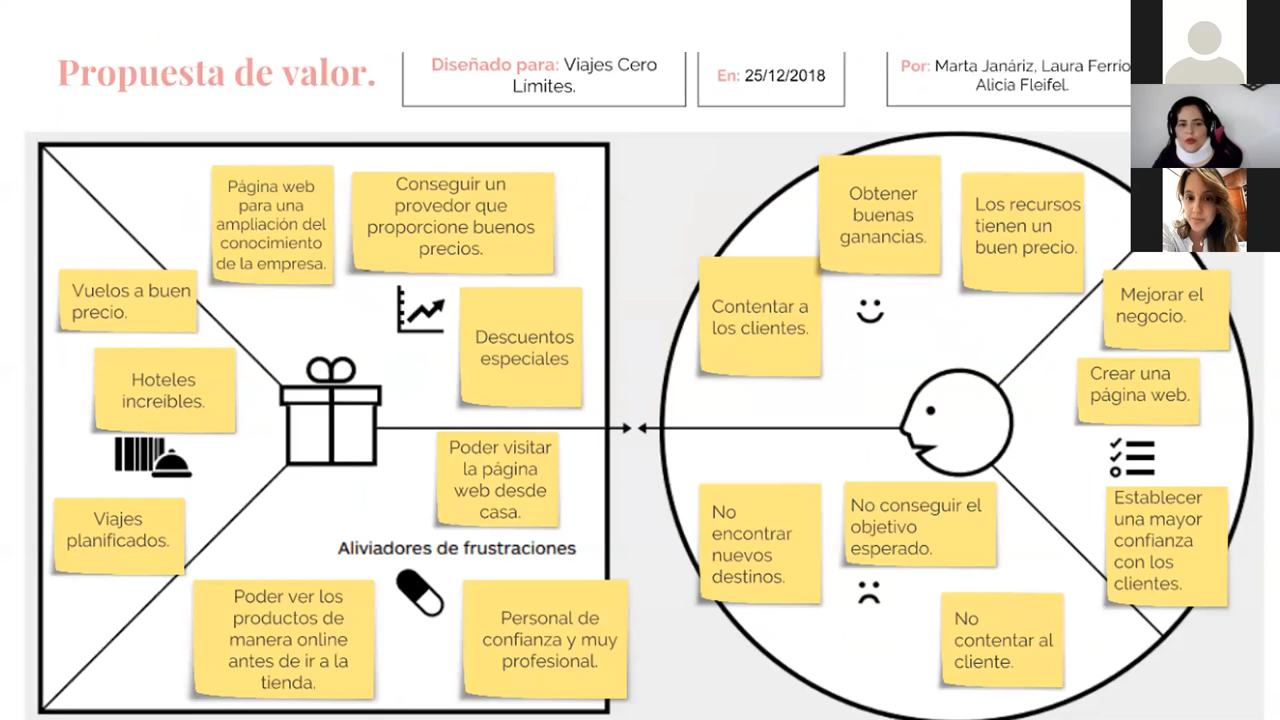 Propuesta de valor.
Diseñado para: Viajes Cero
Límites.
En: 25/12/2018
Por: Marta Janáriz, Laura Ferrio
Alicia Fleifel.
Página web
para una
ampliación del
conocimiento
de la empresa.
Conseguir un
provedor que
proporcione buenos
precios.
Vuelos a buen
precio.
Descuentos
especiales
Hoteles
increíbles.
Poder visitar
la página
web desde
casa.
Viajes
planificados.
Aliviadores de frustraciones
Poder ver los
productos de
manera online
antes de ir a la
tienda.
Personal de
confianza y muy
profesional.
Obtener
buenas
ganancias.
Los recursos
tienen un
buen precio.
Contentar a
los clientes.
Mejorar el
negocio.
Crear una
página web.
No
encontrar
nuevos
destinos.
No conseguir el
objetivo
esperado.
Establecer
una mayor
confianza
con los
clientes.
No
contentar al
cliente.